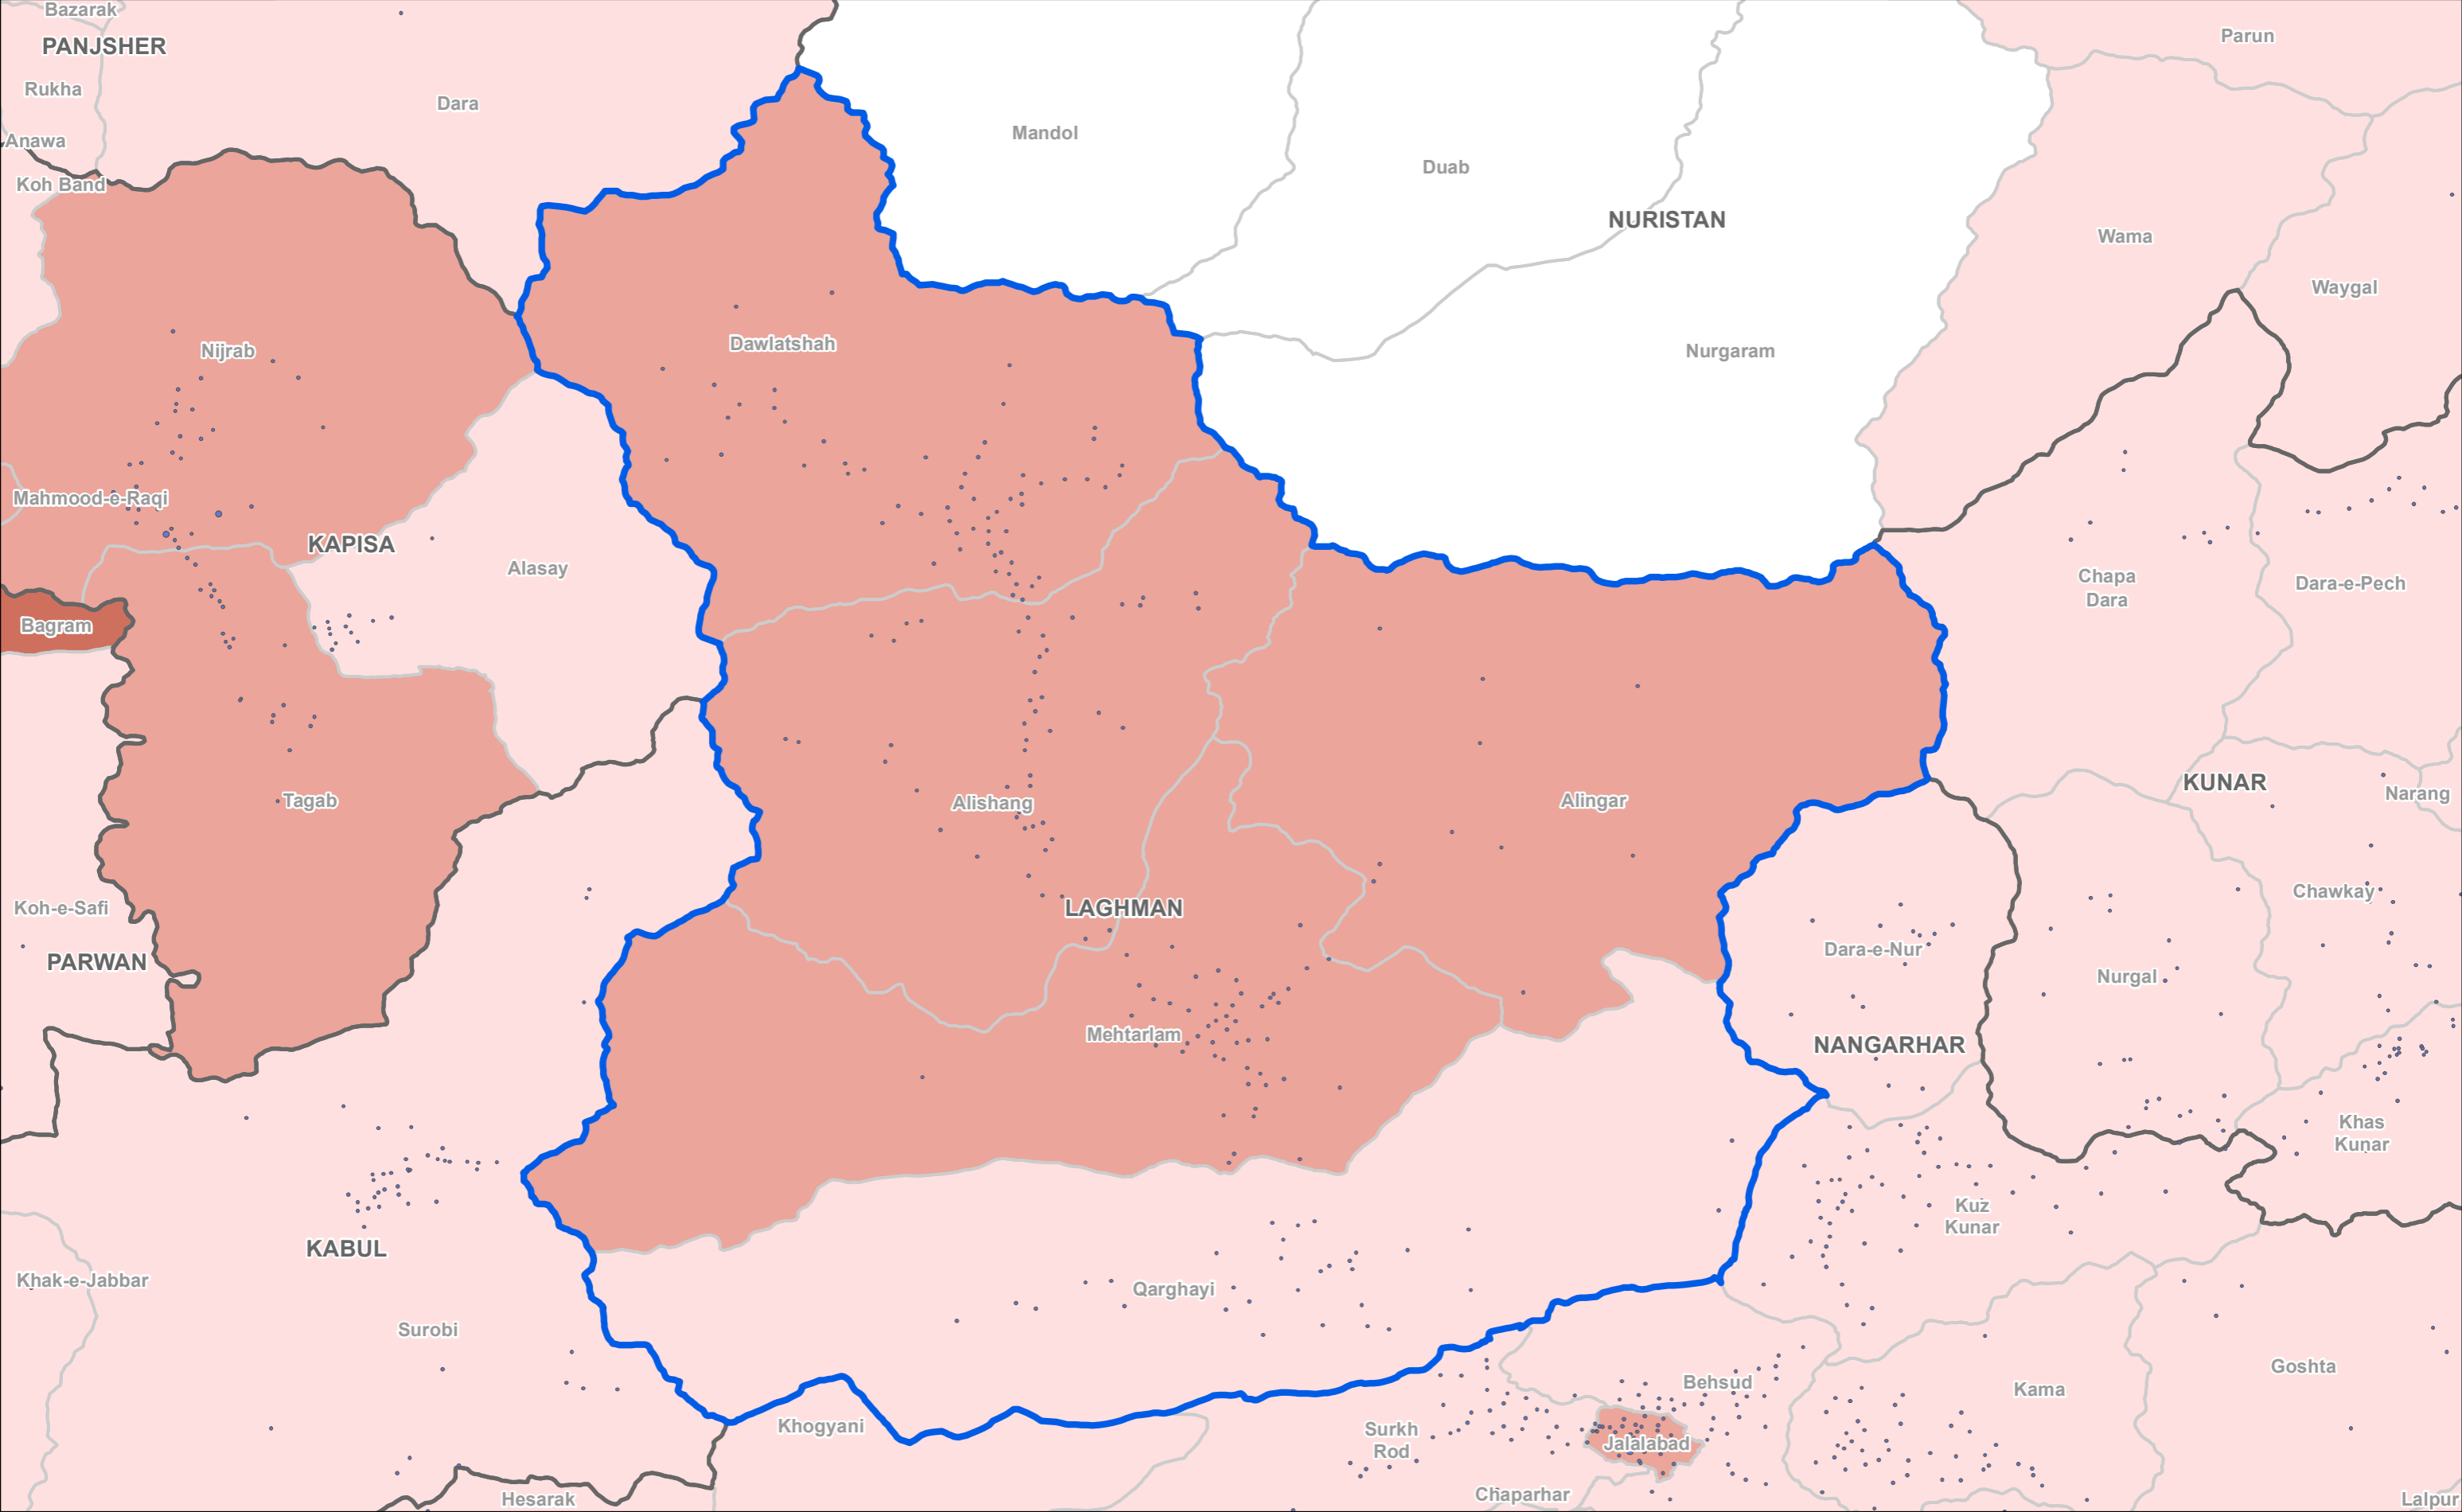 Bazarak
PANJSHER
Parun
Rukha
Dara
Mandol
Anawa
Duab
Koh Band
NURISTAN
Wama
Waygal
Nijrab
Dawlatshah
Nurgaram
Mahmood-e-Raqi
KAPISA
Alasay
Chapa
Dara
Dara-e-Pech
Bagram
KUNAR
Narang
Tagab
Alishang
Alingar
Chawkay
Koh-e-Safi
LAGHMAN
Dara-e-Nur
PARWAN
Nurgal
Mehtarlam
NANGARHAR
Khas
Kunar
Kuz
Kunar
KABUL
Khak-e-Jabbar
Qarghayi
Surobi
Goshta
Behsud
Kama
Khogyani
Surkh
Rod
Jalalabad
Hesarak
Chaparhar
Lalpur